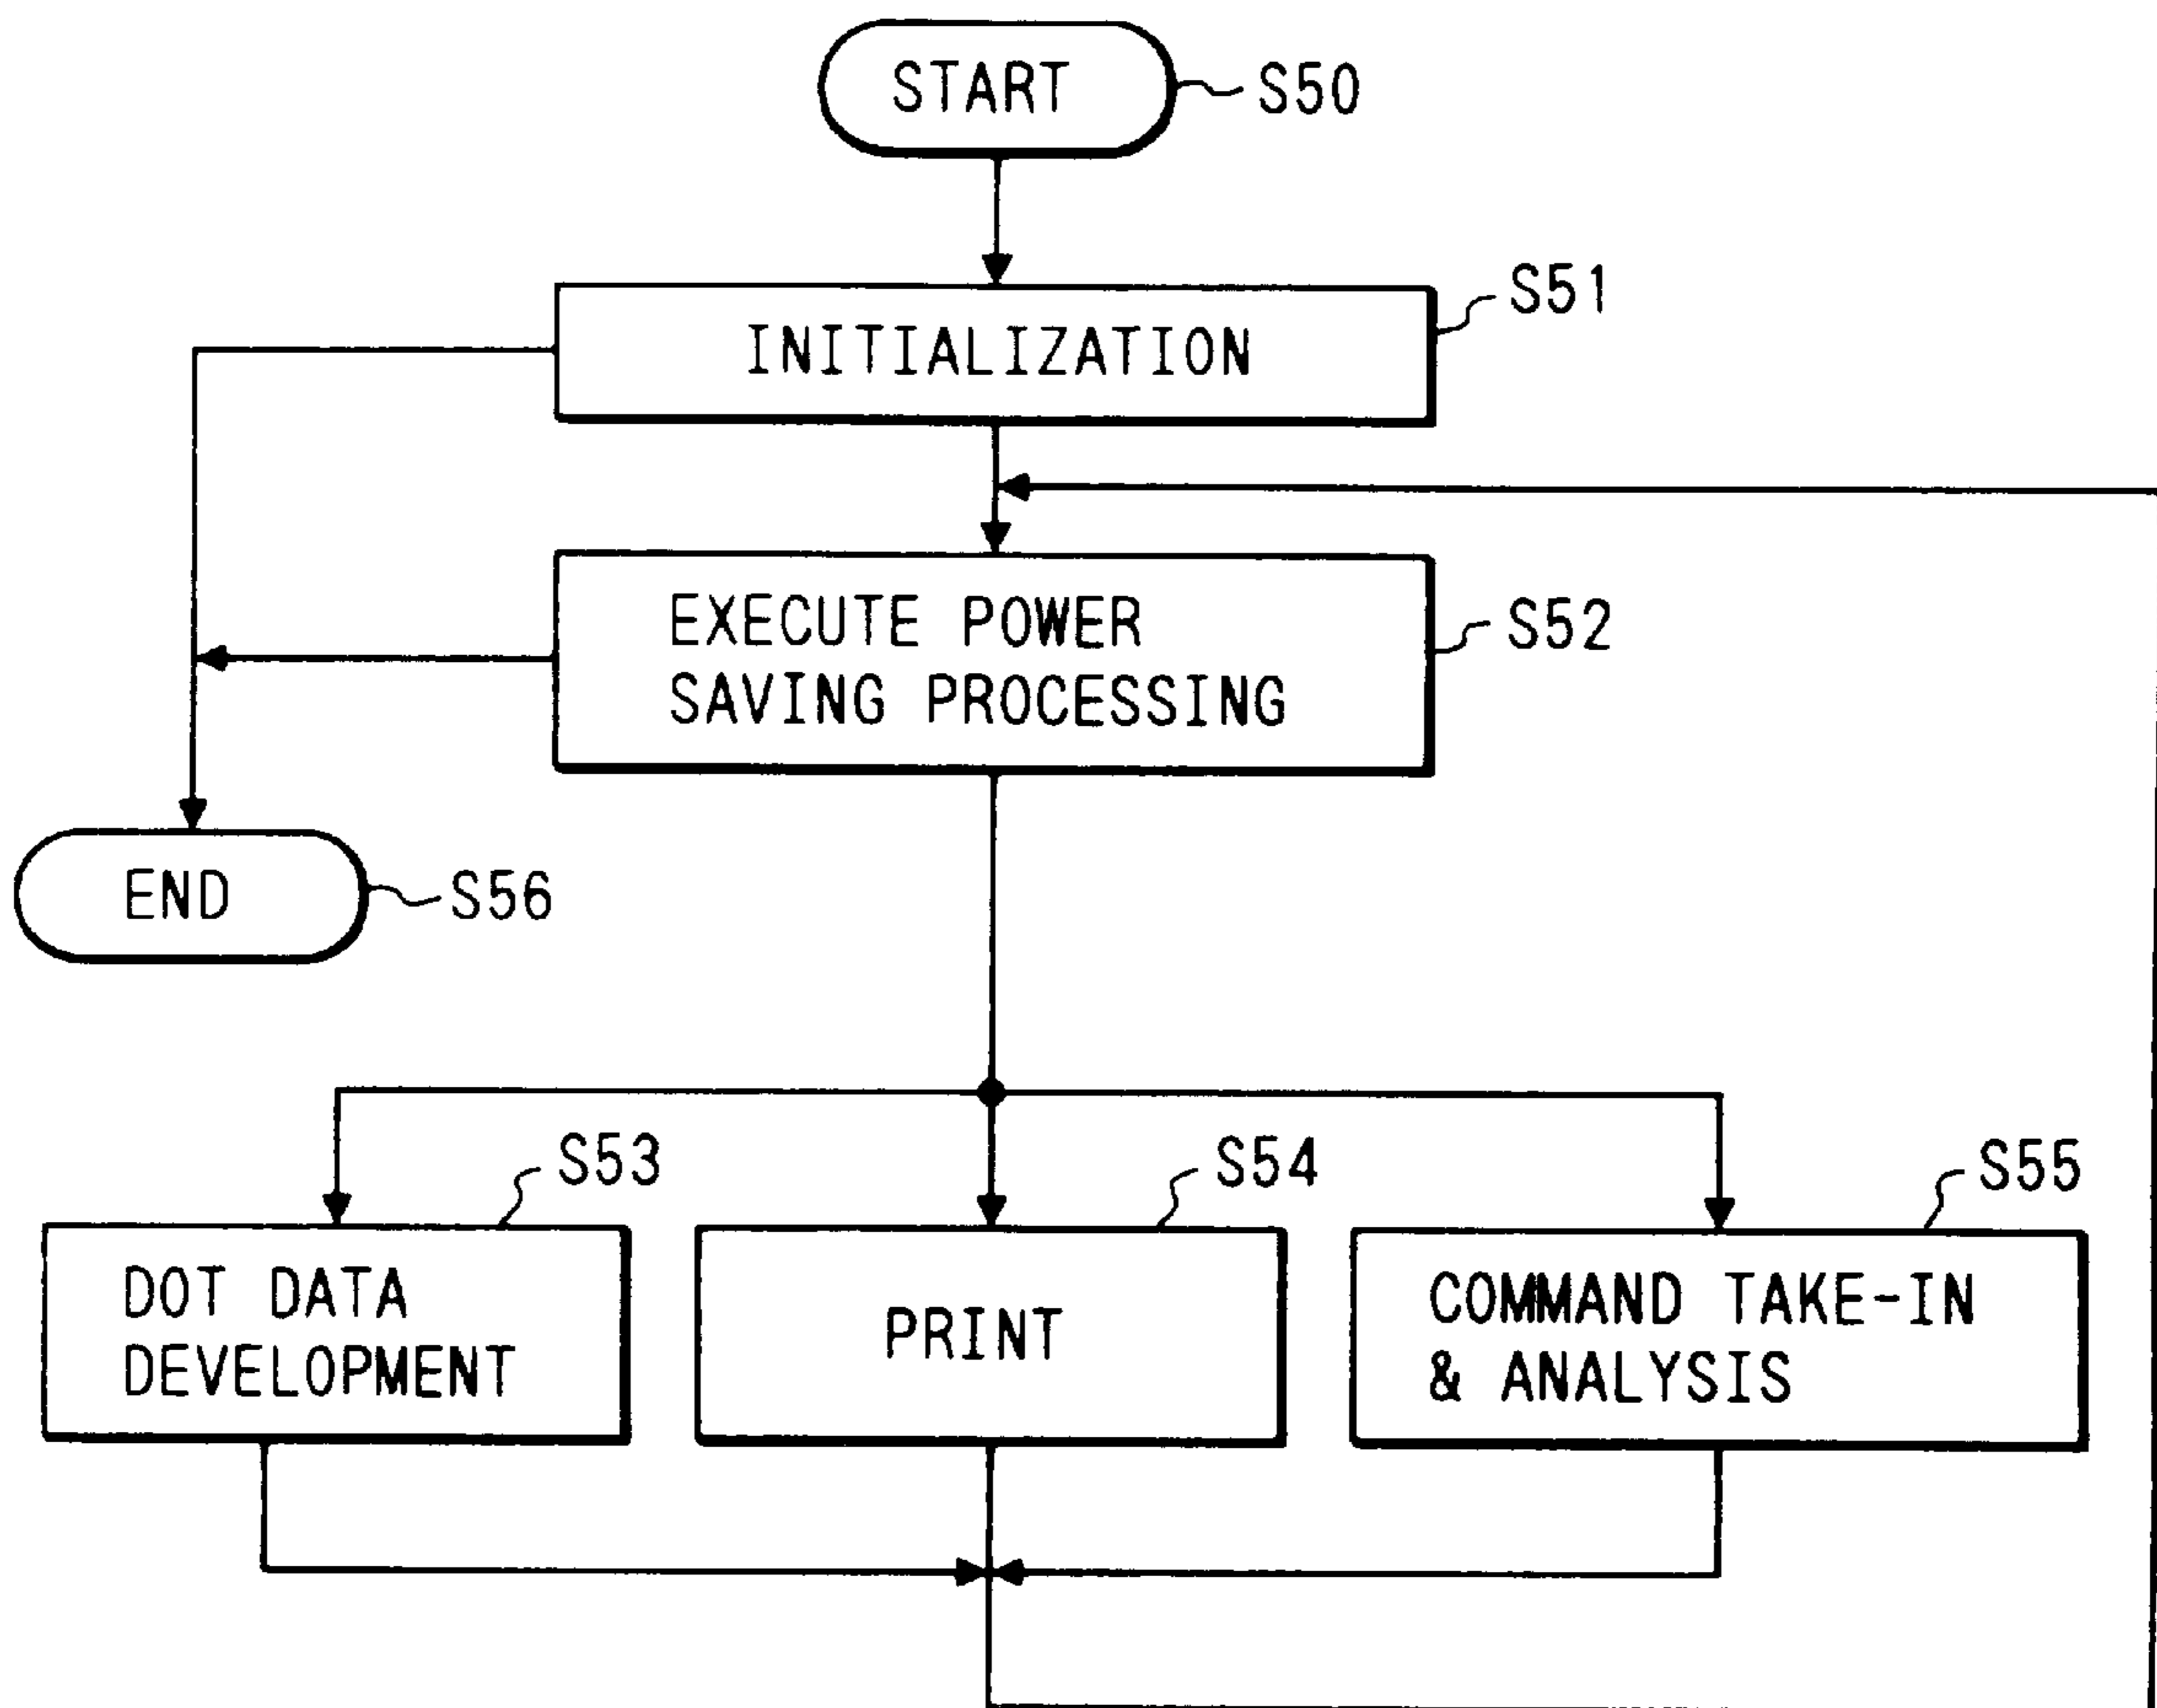 START
S50
S51
INITIALIZATION
EXECUTE POWER
SAVING PROCESSING
S52
END
S56
S53
S54
S55
DOT DATA
DEVELOPMENT
PRINT
COMMAND TAKE-IN
& ANALYSIS